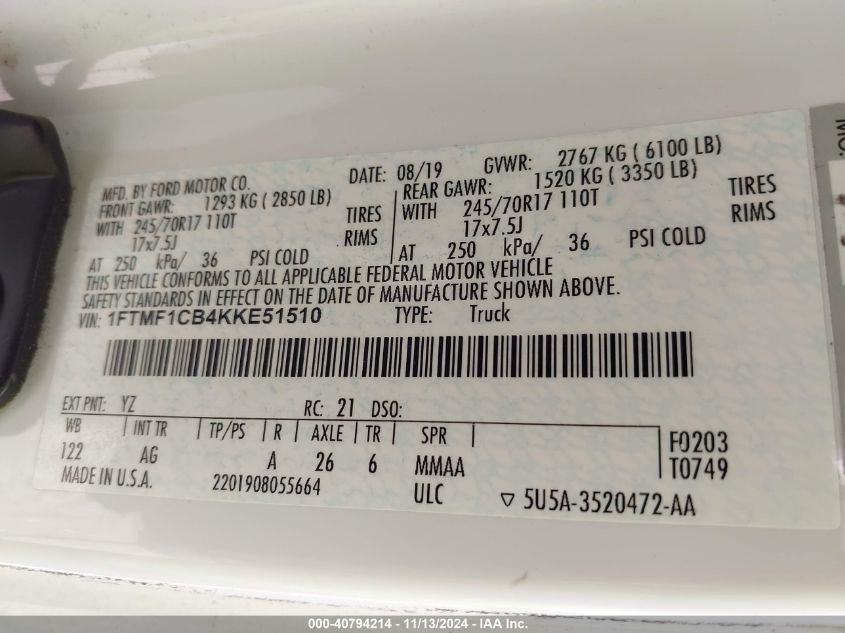 MFD. BY FORD MOTOR CO.
DATE: 08/19 GVWR: 2767 KG ( 6100 LB)
FRONT GAWR: 1293 KG ( 2850 LB) REAR GAWR: 1520 KG ( 3350 LB)
WITH 245/70R17 110T TIRES WITH 245/70R17 110T TIRES
17x7.5J RIMS 17x7.5J RIMS
AT 250 kPa/ 36 PSI COLD AT 250 kPa/ 36 PSI COLD
THIS VEHICLE CONFORMS TO ALL APPLICABLE FEDERAL MOTOR VEHICLE
SAFETY STANDARDS IN EFFECT ON THE DATE OF MANUFACTURE SHOWN ABOVE.
VIN: 1FTMF1CB4KKE51510 TYPE: Truck
EXT PNT: YZ RC: 21 DSO:
WB INT TR TP/PS R AXLE TR SPR F0203
122 AG A 26 6 MMAA T0749
MADE IN U.S.A. 2201908055664 ULC ▽ 5U5A-3520472-AA
000-40794214 - 11/13/2024 - IAA Inc.